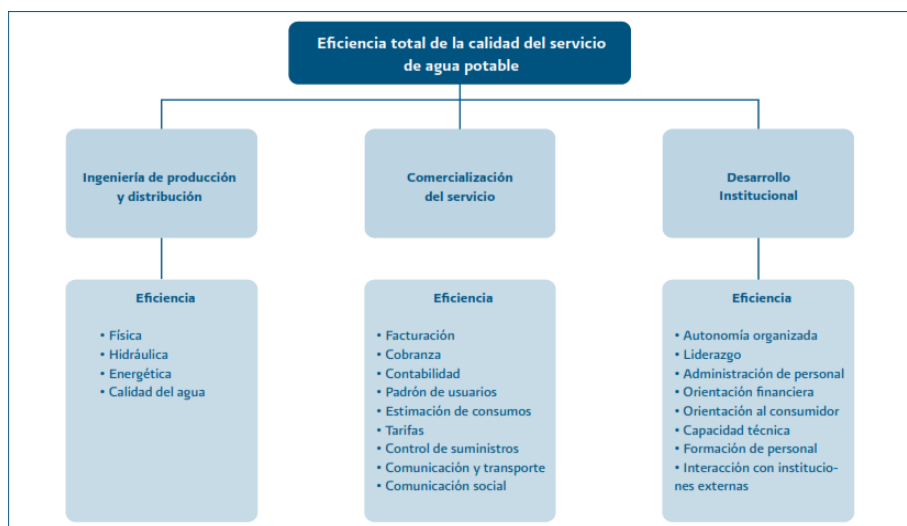 Eficiencia total de la calidad del servicio
de agua potable
Ingeniería de producción
y distribución
Comercialización
del servicio
Desarrollo
Institucional
Eficiencia
• Física
• Hidráulica
• Energética
• Calidad del agua
Eficiencia
• Facturación
• Cobranza
• Contabilidad
• Padrón de usuarios
• Estimación de consumos
• Tarifas
• Control de suministros
• Comunicación y transporte
• Comunicación social
Eficiencia
• Autonomía organizada
• Liderazgo
• Administración de personal
• Orientación financiera
• Orientación al consumidor
• Capacidad técnica
• Formación de personal
• Interacción con institucio-
nes externas